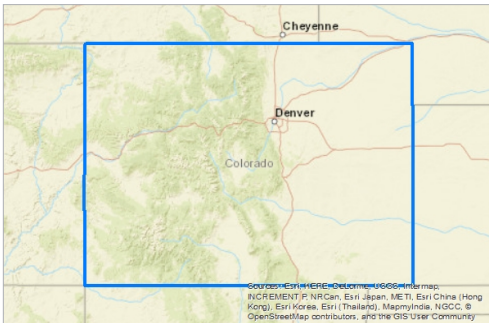 Cheyenne
Denver
Colorado
Sources: Esri, HERE, DeLorme, USGS, Intermap,
INCREMENT P, NRCan, Esri Japan, METI, Esri China (Hong
Kong), Esri Korea, Esri (Thailand), MapmyIndia, NGCC, ©
OpenStreetMap contributors, and the GIS User Community